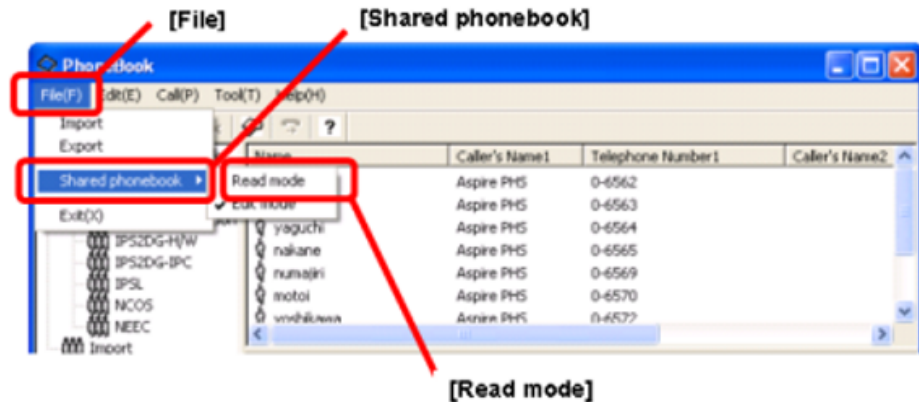 [File] [Shared phonebook]
PhoneBook
File(F) Edit(E) Call(P) Tool(T) Help(H)
Import
Export
Name Caller's Name1 Telephone Number1 Caller's Name2
Shared phonebook Read mode Aspire PHS 0-6562
Edit mode Aspire PHS 0-6563
Exit(X) yaguchi Aspire PHS 0-6564
IPS2DG-H/W nakane Aspire PHS 0-6565
IPS2DG-IPC numajiri Aspire PHS 0-6569
IPSL motoi Aspire PHS 0-6570
NCOS yoshikawa Aspire PHS 0-6572
NEEC
Import
[Read mode]